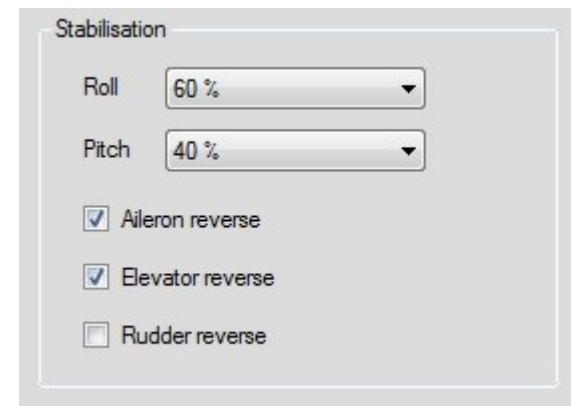 Stabilisation
Roll 60 %
Pitch 40 %
Aileron reverse
Elevator reverse
Rudder reverse